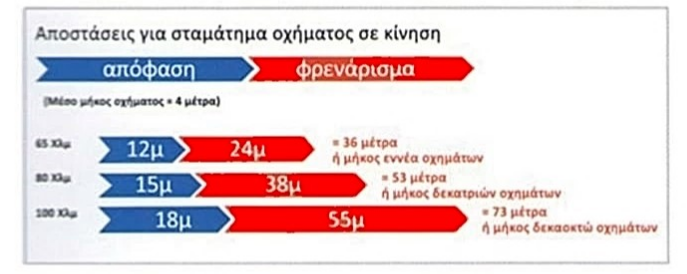 Αποστάσεις για σταμάτημα οχήματος σε κίνηση
απόφαση φρενάρισμα
(Μέσο μήκος οχήματος = 4 μέτρα)
65 Χλμ 12μ 24μ = 36 μέτρα
ή μήκος εννέα οχημάτων
80 Χλμ 15μ 38μ = 53 μέτρα
ή μήκος δεκατριών οχημάτων
100 Χλμ 18μ 55μ = 73 μέτρα
ή μήκος δεκαοκτώ οχημάτων